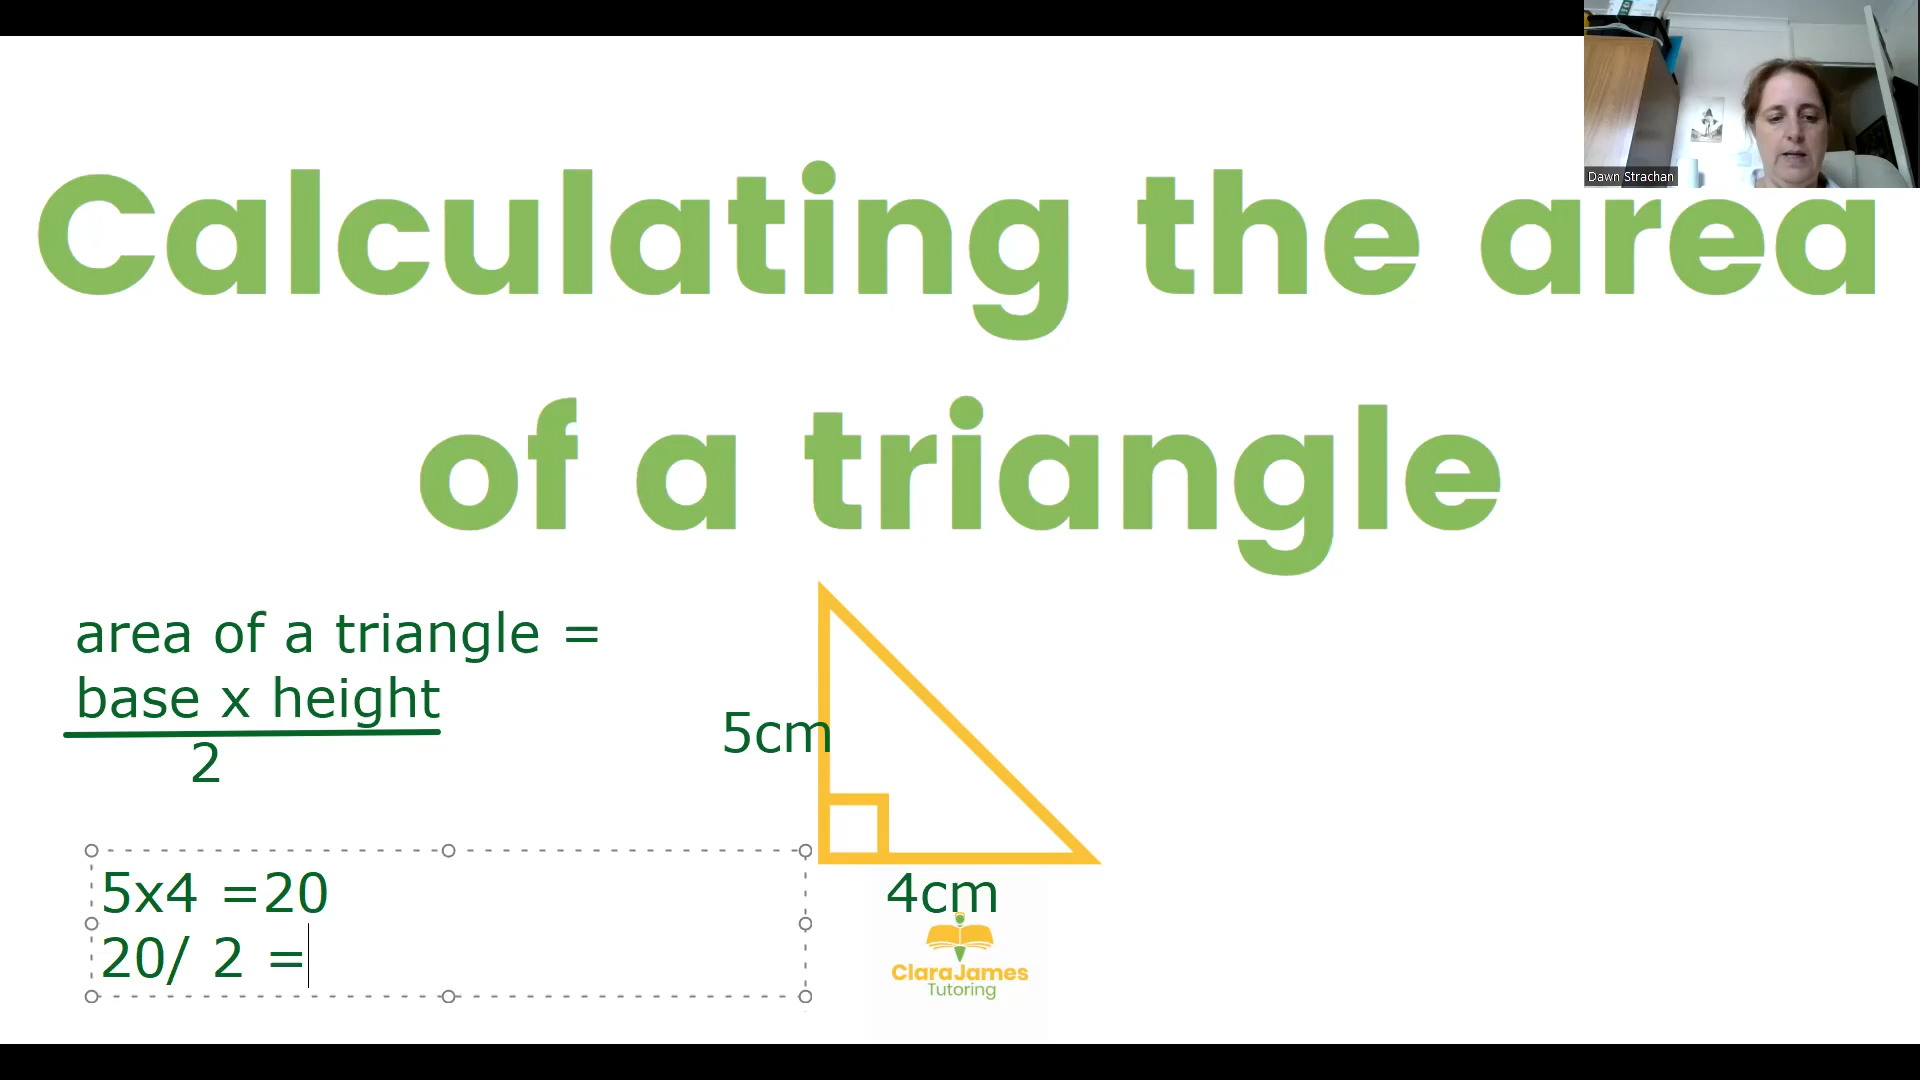 Dawn Strachan
Calculating the area
of a triangle
area of a triangle =
base x height
2
5cm
4cm
5x4 =20
20/ 2 =
ClaraJames
Tutoring